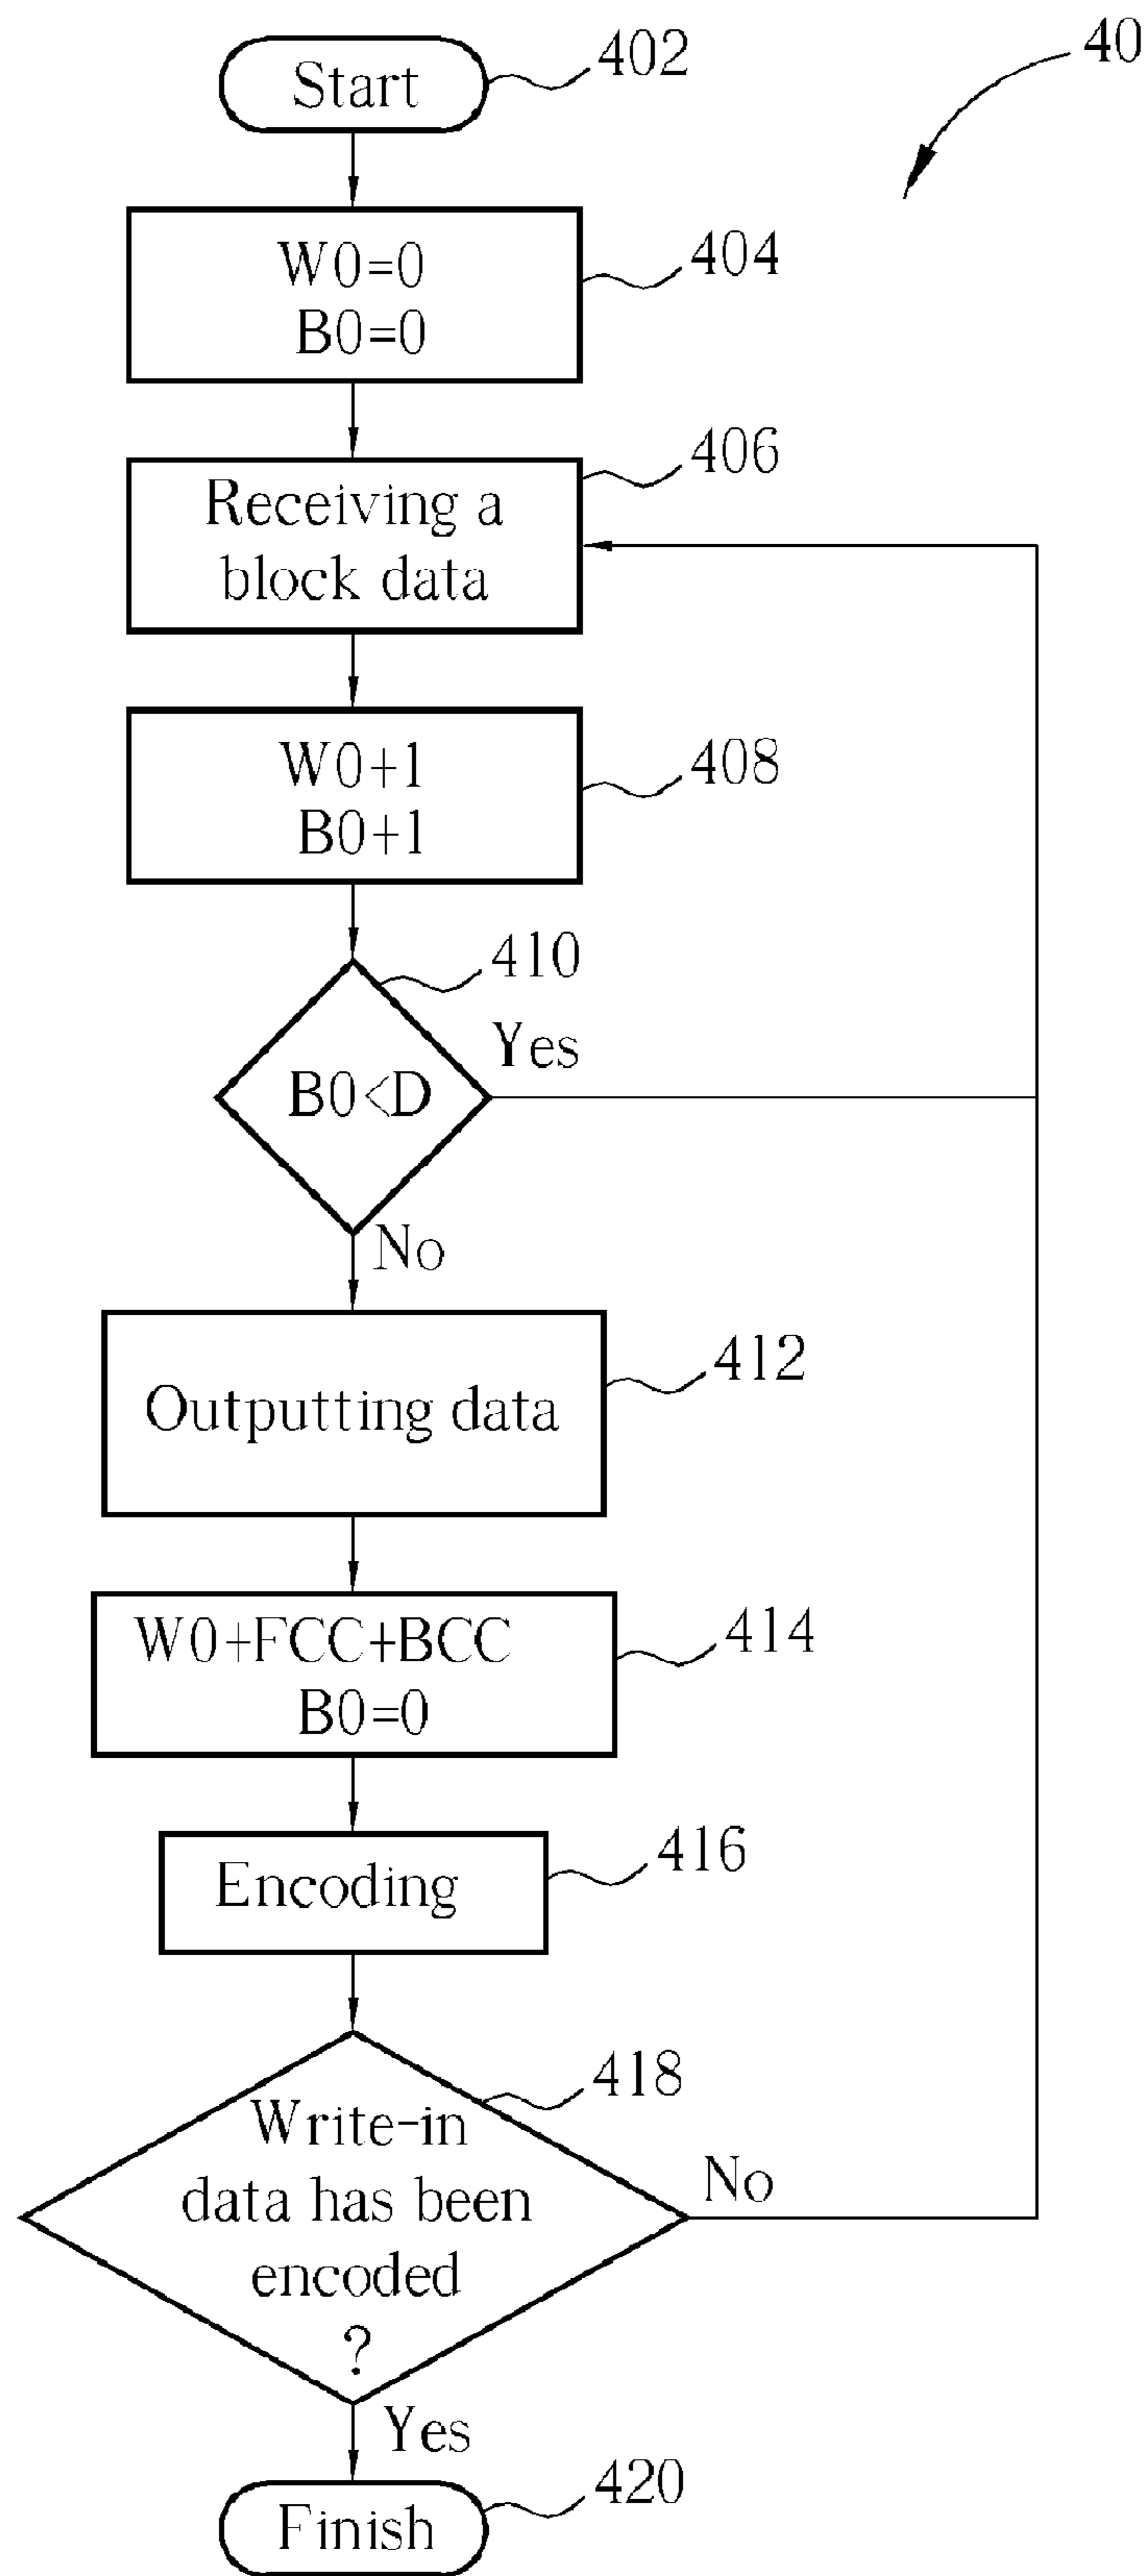 Start
402
40
W0=0
B0=0
404
Receiving a
block data
406
W0+1
B0+1
408
410
B0<D
Yes
No
Outputting data
412
W0+FCC+BCC
B0=0
414
Encoding
416
418
Write-in
data has been
encoded
?
No
Yes
Finish
420